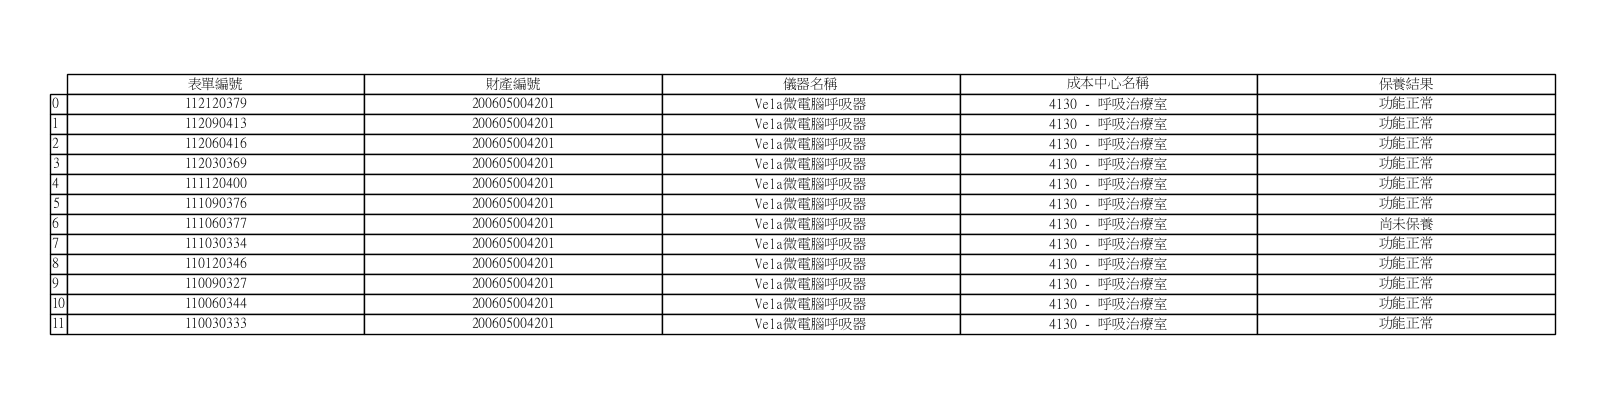 表單編號 財產編號 儀器名稱 成本中心名稱 保養結果
0 112120379 200605004201 Vela微電腦呼吸器 4130 - 呼吸治療室 功能正常
1 112090413 200605004201 Vela微電腦呼吸器 4130 - 呼吸治療室 功能正常
2 112060416 200605004201 Vela微電腦呼吸器 4130 - 呼吸治療室 功能正常
3 112030369 200605004201 Vela微電腦呼吸器 4130 - 呼吸治療室 功能正常
4 111120400 200605004201 Vela微電腦呼吸器 4130 - 呼吸治療室 功能正常
5 111090376 200605004201 Vela微電腦呼吸器 4130 - 呼吸治療室 功能正常
6 111060377 200605004201 Vela微電腦呼吸器 4130 - 呼吸治療室 尚未保養
7 111030334 200605004201 Vela微電腦呼吸器 4130 - 呼吸治療室 功能正常
8 110120346 200605004201 Vela微電腦呼吸器 4130 - 呼吸治療室 功能正常
9 110090327 200605004201 Vela微電腦呼吸器 4130 - 呼吸治療室 功能正常
10 110060344 200605004201 Vela微電腦呼吸器 4130 - 呼吸治療室 功能正常
11 110030333 200605004201 Vela微電腦呼吸器 4130 - 呼吸治療室 功能正常